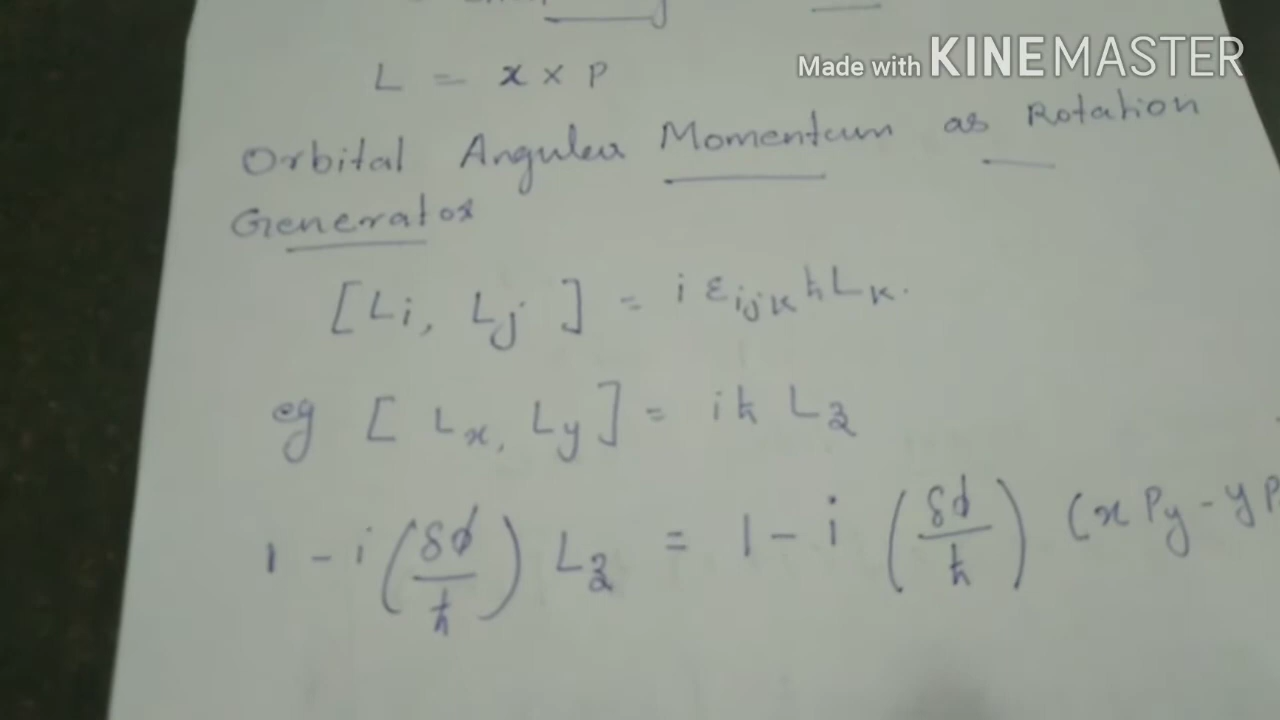 Made with KINEMASTER
L = x × P
Orbital Angular Momentum as Rotation
Generator
[Li, Lj] = i εijk ħ Lk.
eg [Lx, Ly] = iħ Lz
1 - i (δϕ/ħ) Lz = 1 - i (δϕ/ħ) (x Py - y P